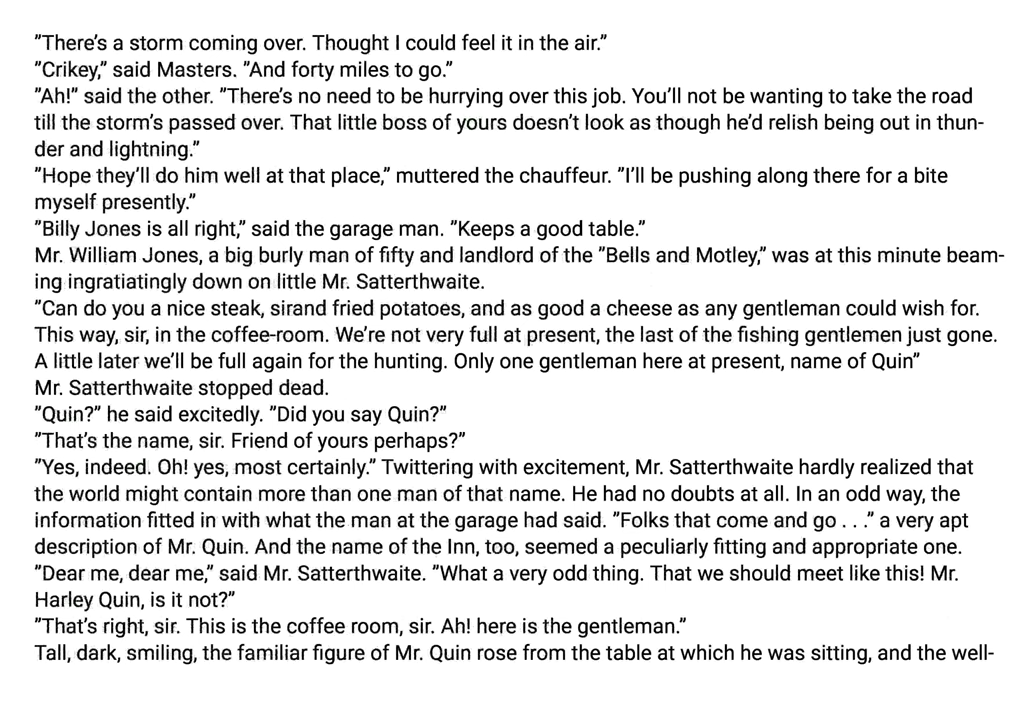 "There's a storm coming over. Thought I could feel it in the air."
"Crikey," said Masters. "And forty miles to go."
"Ah!" said the other. "There's no need to be hurrying over this job. You'll not be wanting to take the road
till the storm's passed over. That little boss of yours doesn't look as though he'd relish being out in thun-
der and lightning."
"Hope they'll do him well at that place," muttered the chauffeur. "I'll be pushing along there for a bite
myself presently."
"Billy Jones is all right," said the garage man. "Keeps a good table."
Mr. William Jones, a big burly man of fifty and landlord of the "Bells and Motley," was at this minute beam-
ing ingratiatingly down on little Mr. Satterthwaite.
"Can do you a nice steak, sirand fried potatoes, and as good a cheese as any gentleman could wish for.
This way, sir, in the coffee-room. We're not very full at present, the last of the fishing gentlemen just gone.
A little later we'll be full again for the hunting. Only one gentleman here at present, name of Quin"
Mr. Satterthwaite stopped dead.
"Quin?" he said excitedly. "Did you say Quin?"
"That's the name, sir. Friend of yours perhaps?"
"Yes, indeed. Oh! yes, most certainly." Twittering with excitement, Mr. Satterthwaite hardly realized that
the world might contain more than one man of that name. He had no doubts at all. In an odd way, the
information fitted in with what the man at the garage had said. "Folks that come and go . . ." a very apt
description of Mr. Quin. And the name of the Inn, too, seemed a peculiarly fitting and appropriate one.
"Dear me, dear me," said Mr. Satterthwaite. "What a very odd thing. That we should meet like this! Mr.
Harley Quin, is it not?"
"That's right, sir. This is the coffee room, sir. Ah! here is the gentleman."
Tall, dark, smiling, the familiar figure of Mr. Quin rose from the table at which he was sitting, and the well-